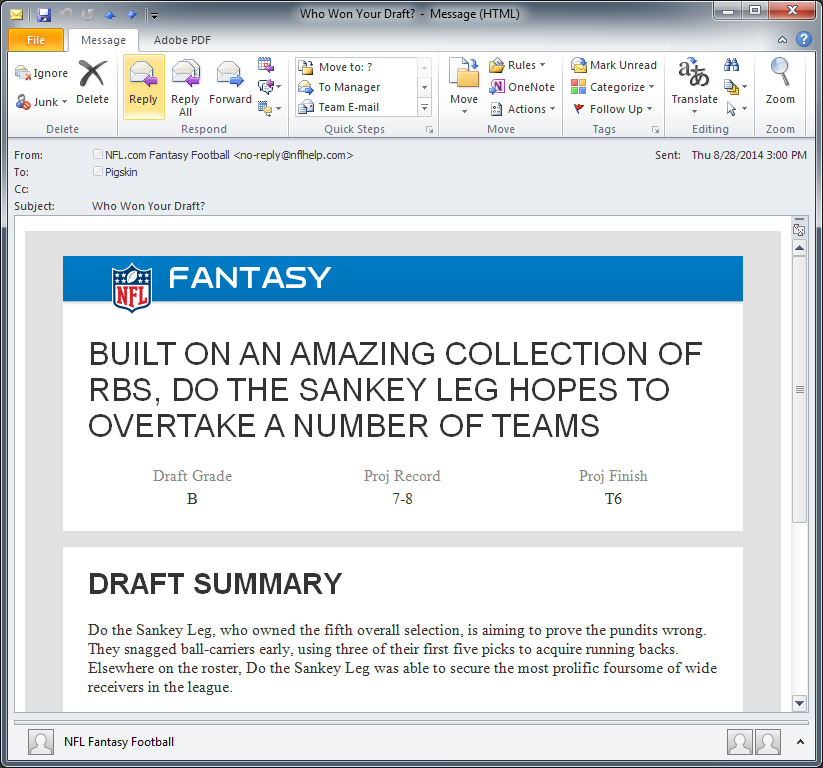 Who Won Your Draft? - Message (HTML)
File Message Adobe PDF
Ignore
Junk
Delete
Delete
Reply
Reply All
Forward
Respond
Move to: ?
To Manager
Team E-mail
Quick Steps
Move
Rules
OneNote
Actions
Move
Mark Unread
Categorize
Follow Up
Tags
Translate
Editing
Zoom
Zoom
From: NFL.com Fantasy Football <no-reply@nflhelp.com> Sent: Thu 8/28/2014 3:00 PM
To: Pigskin
Cc:
Subject: Who Won Your Draft?
NFL FANTASY
BUILT ON AN AMAZING COLLECTION OF
RBS, DO THE SANKEY LEG HOPES TO
OVERTAKE A NUMBER OF TEAMS
Draft Grade Proj Record Proj Finish
B 7-8 T6
DRAFT SUMMARY
Do the Sankey Leg, who owned the fifth overall selection, is aiming to prove the pundits wrong.
They snagged ball-carriers early, using three of their first five picks to acquire running backs.
Elsewhere on the roster, Do the Sankey Leg was able to secure the most prolific foursome of wide
receivers in the league.
NFL Fantasy Football